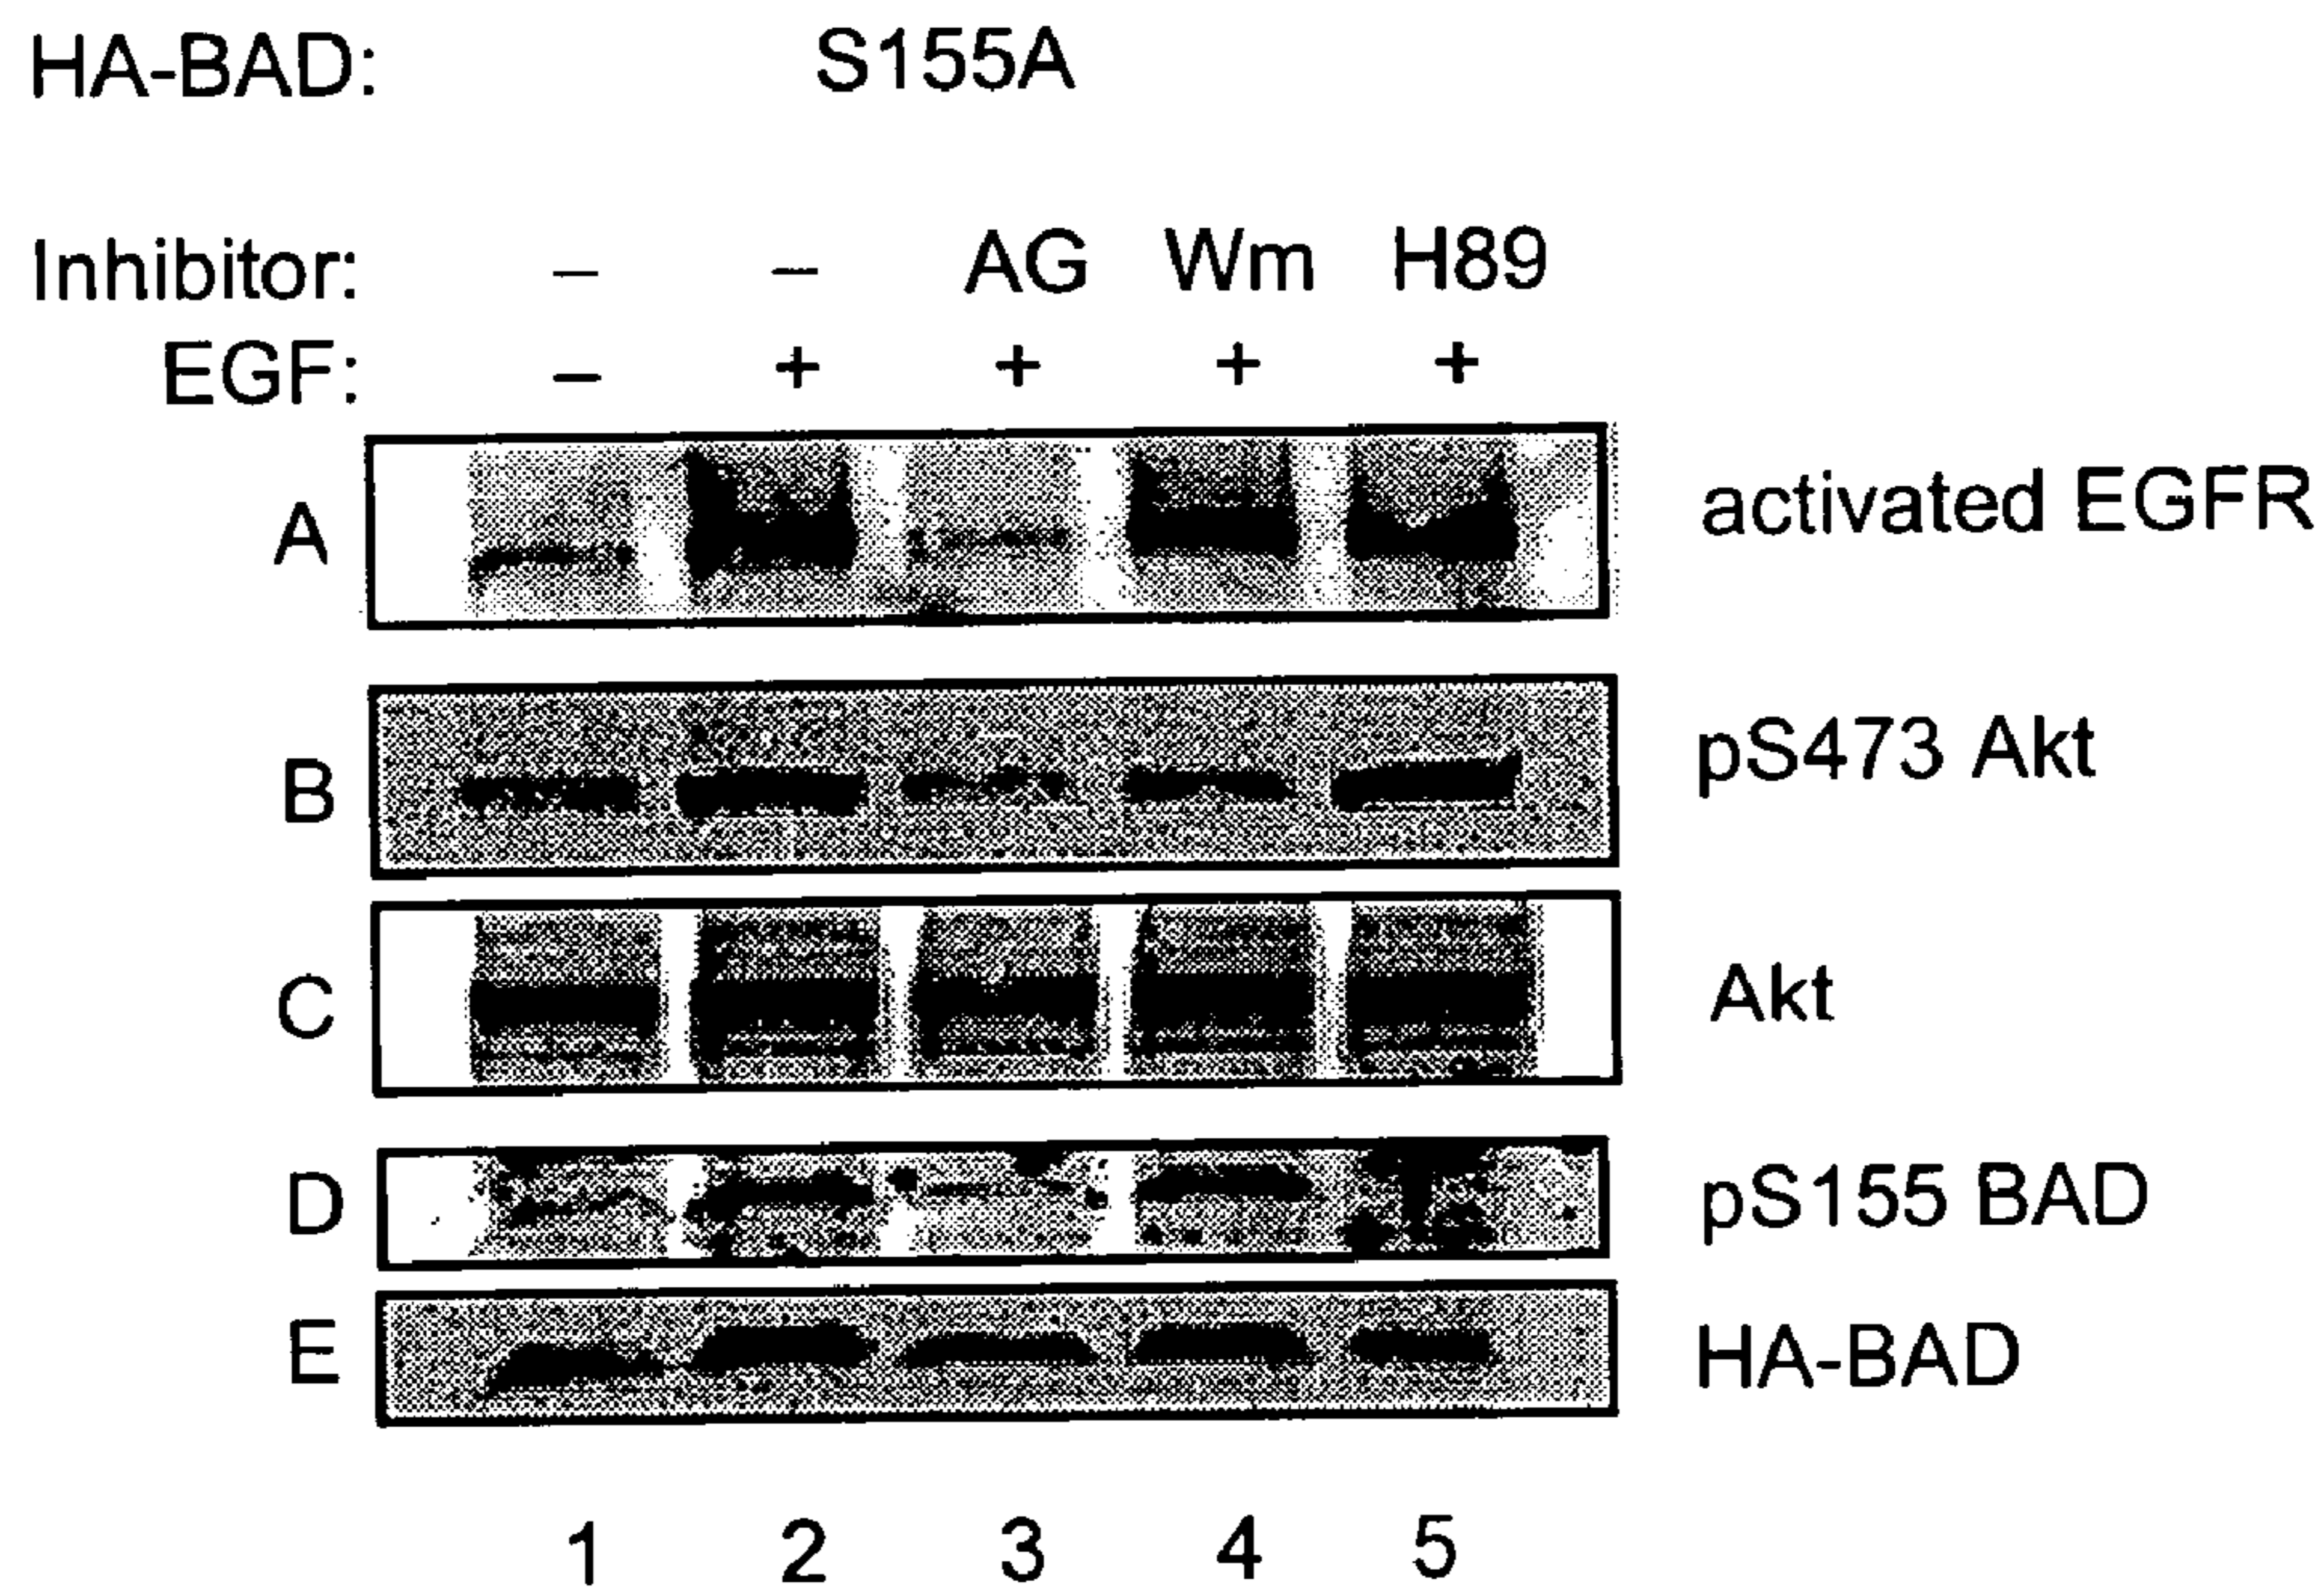 HA-BAD: S155A
Inhibitor: – – AG Wm H89
EGF: – + + + +
A activated EGFR
B pS473 Akt
C Akt
D pS155 BAD
E HA-BAD
1 2 3 4 5